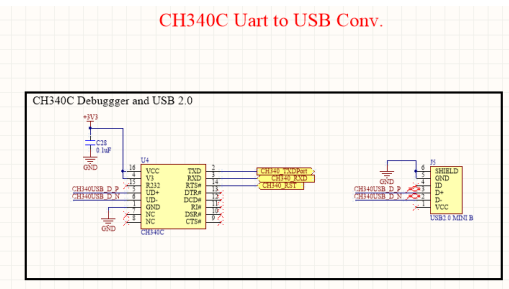 CH340C Uart to USB Conv.
CH340C Debuggger and USB 2.0
+3V3
C28
0.1uF
GND
U4
16 VCC TXD 2 CH340_TXDPort
4 V3 RXD 3 CH340_RXD
15 R232 RTS# 14 CH340_RST
CH340USB_D_P 5 UD+ DTR# 13
CH340USB_D_N 6 UD- DCD# 12
1 GND RI# 11
7 NC DSR# 10
8 NC CTS# 9
GND
CH340C
J5
6 SHIELD
5 GND
4 ID
CH340USB_D_P 3 D+
CH340USB_D_N 2 D-
1 VCC
GND
USB2.0 MINI B